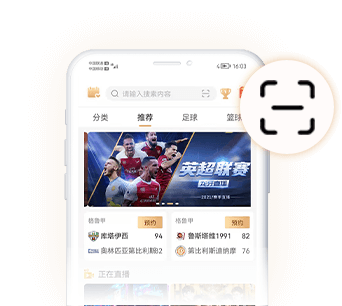 16:03
请输入搜索内容
分类 推荐 足球 篮
英超联赛
格鲁甲 预约
库塔伊西 94
奥林匹亚第比利斯 82
格鲁甲 预约
鲁斯塔维1991 82
第比利斯迪纳摩 76
正在直播